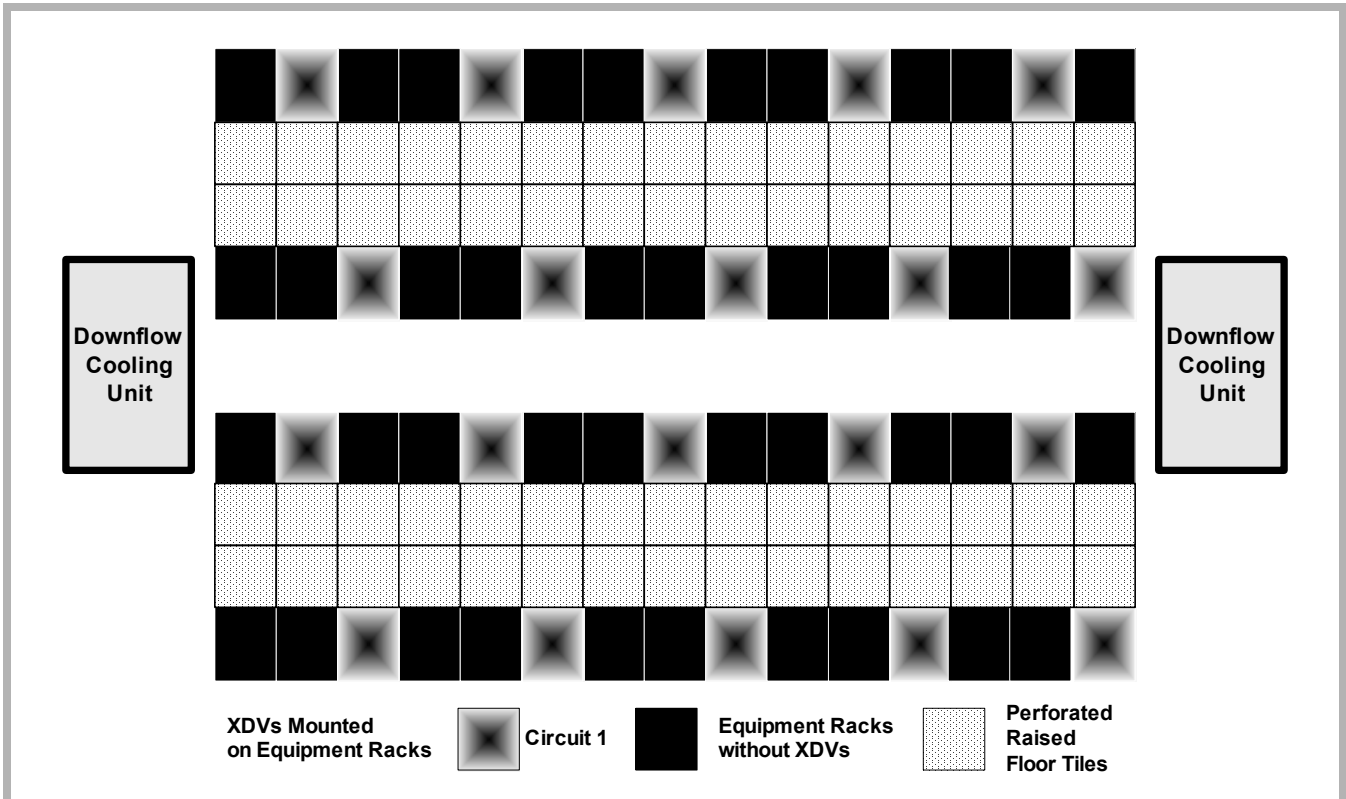 Downflow
Cooling
Unit
Downflow
Cooling
Unit
XDVs Mounted
on Equipment Racks
Circuit 1
Equipment Racks
without XDVs
Perforated
Raised
Floor Tiles